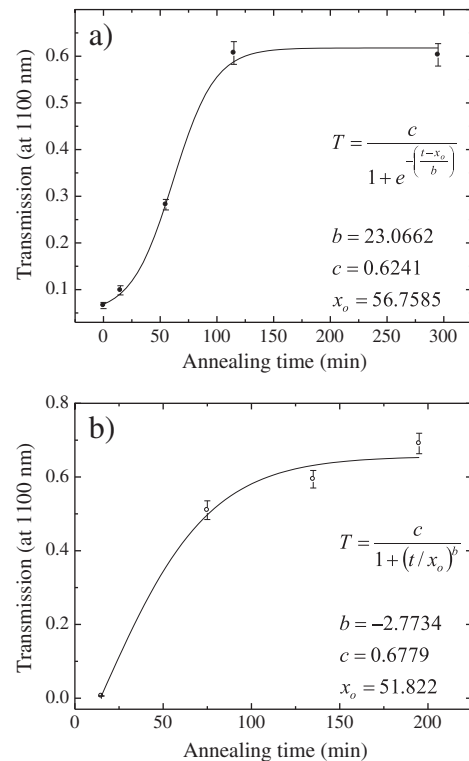 a)
Transmission (at 1100 nm)
0.6
0.5
0.4
0.3
0.2
0.1
T = c / (1 + e^{-((t-x_o)/b)})
b = 23.0662
c = 0.6241
x_o = 56.7585
0 50 100 150 200 250 300
Annealing time (min)
b)
Transmission (at 1100 nm)
0.8
0.6
0.4
0.2
0.0
T = c / (1 + (t/x_o)^b)
b = −2.7734
c = 0.6779
x_o = 51.822
0 50 100 150 200
Annealing time (min)